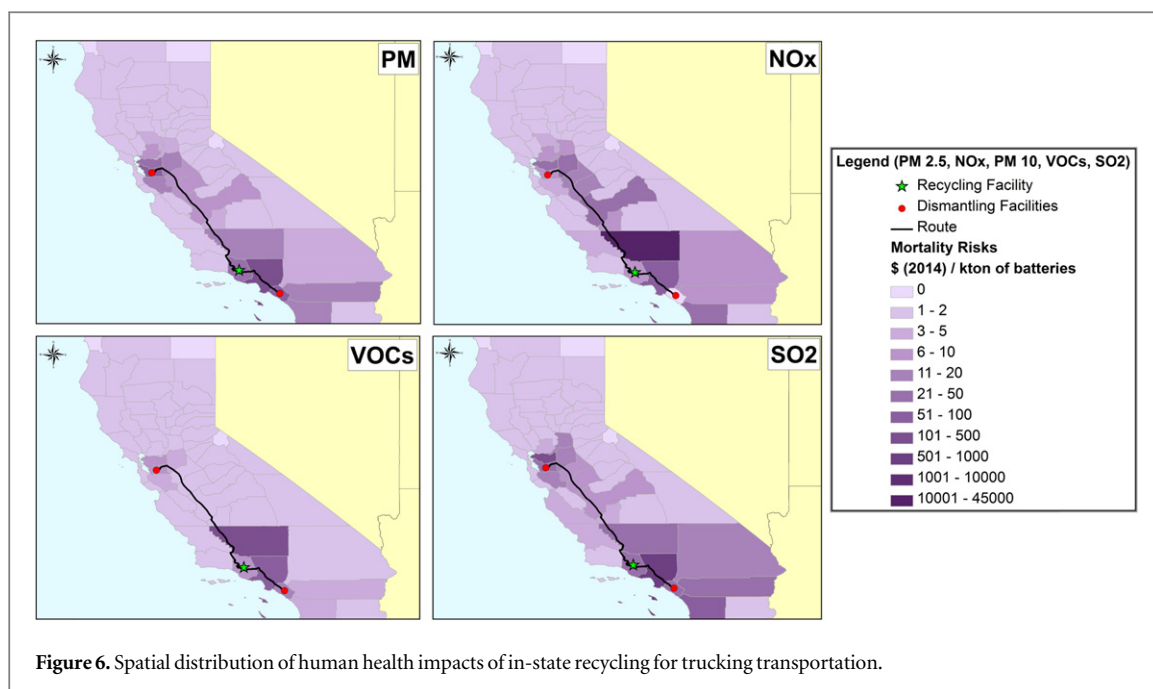 PM
NOx
VOCs
SO2
Legend (PM 2.5, NOx, PM 10, VOCs, SO2)
Recycling Facility
Dismantling Facilities
Route
Mortality Risks
$ (2014) / kton of batteries
0
1 - 2
3 - 5
6 - 10
11 - 20
21 - 50
51 - 100
101 - 500
501 - 1000
1001 - 10000
10001 - 45000
Figure 6. Spatial distribution of human health impacts of in-state recycling for trucking transportation.